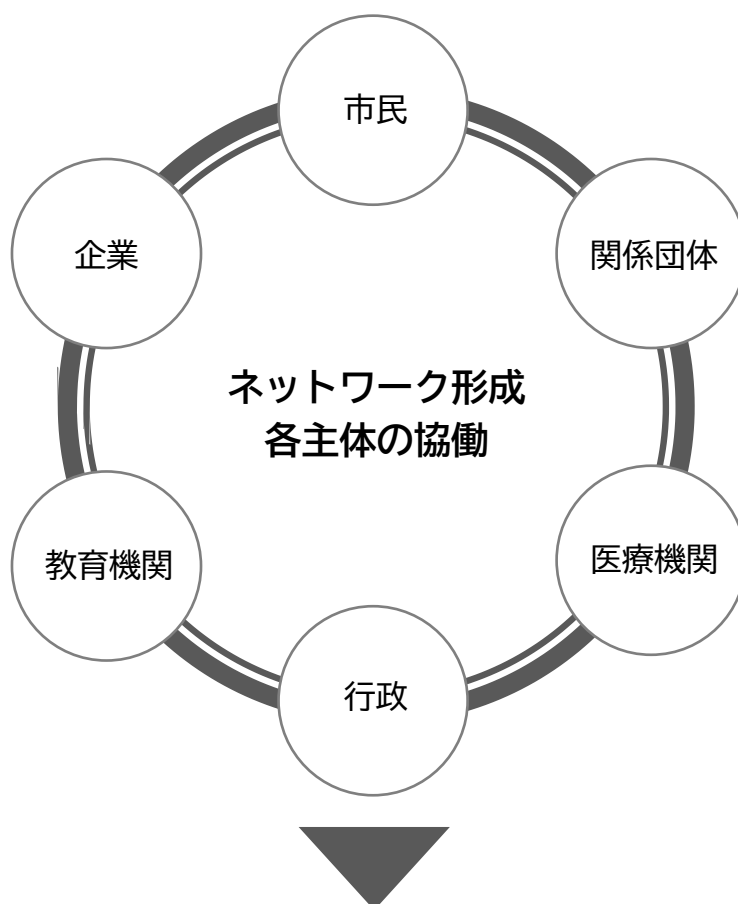 市民
企業
関係団体
ネットワーク形成
各主体の協働
教育機関
医療機関
行政